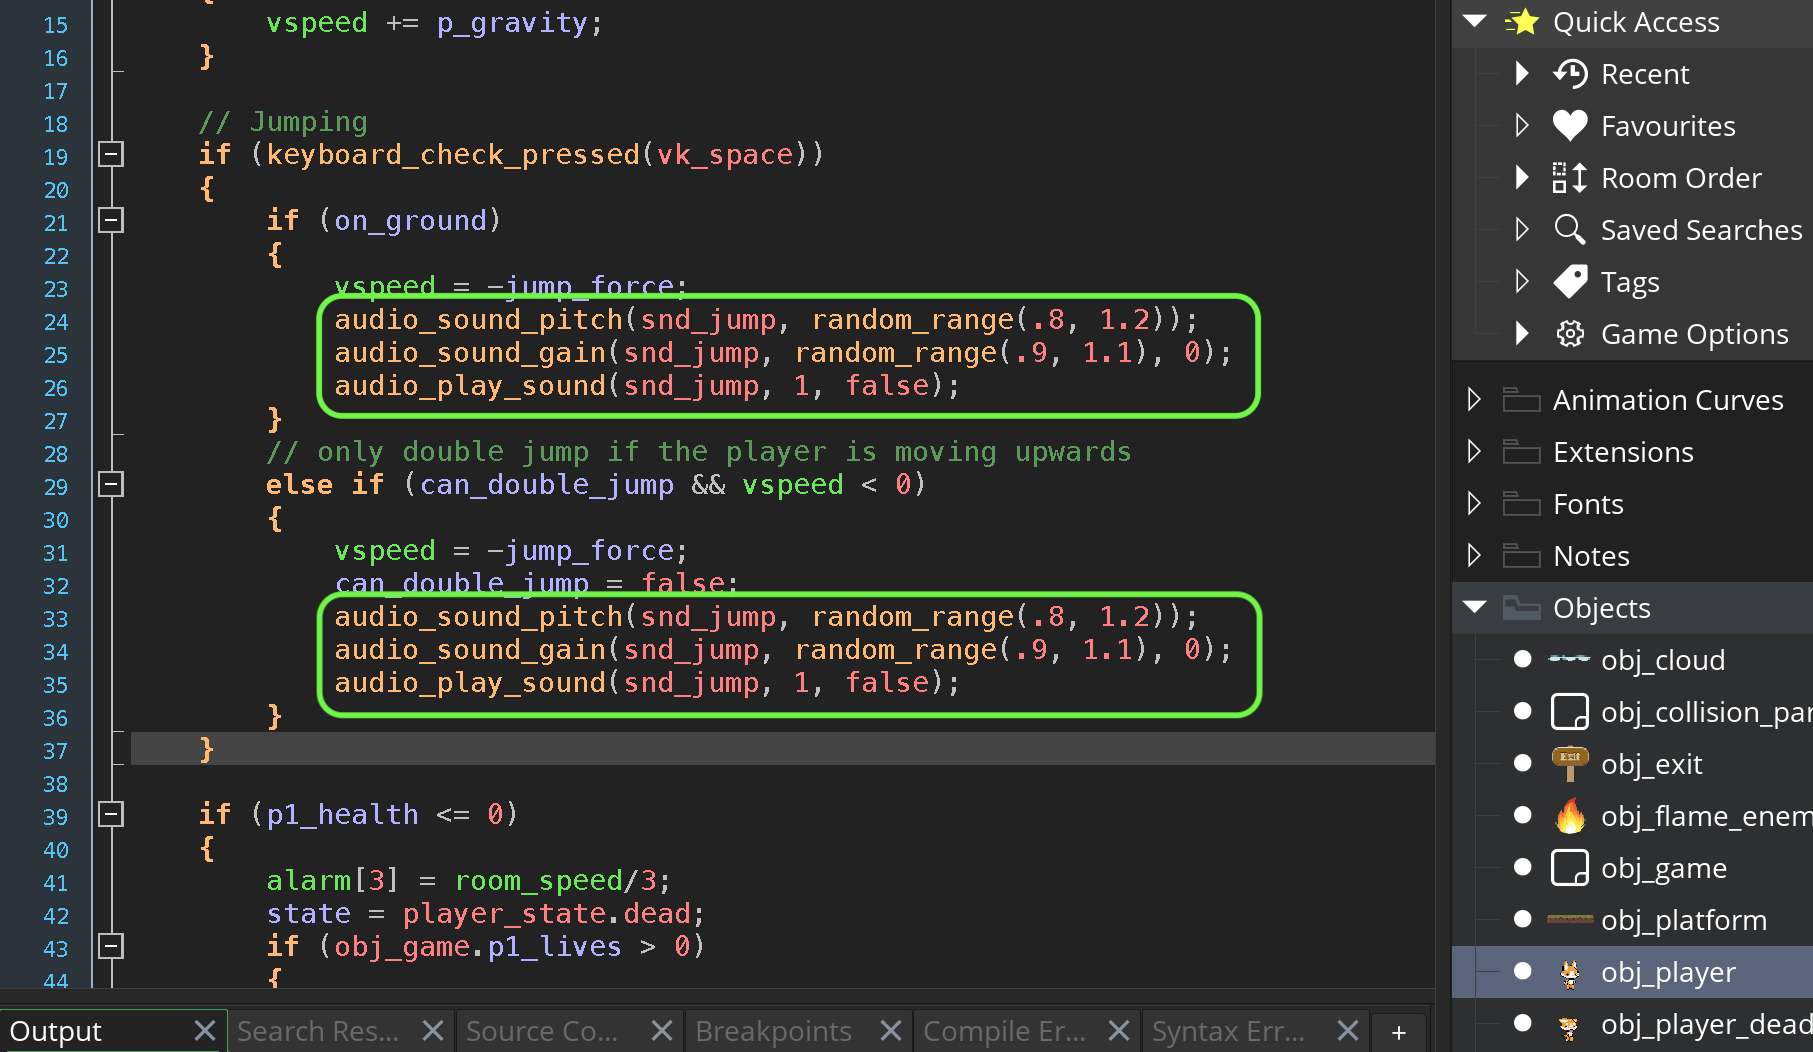 15 vspeed += p_gravity;
16 }
17
18 // Jumping
19 if (keyboard_check_pressed(vk_space))
20 {
21 if (on_ground)
22 {
23 vspeed = -jump_force;
24 audio_sound_pitch(snd_jump, random_range(.8, 1.2));
25 audio_sound_gain(snd_jump, random_range(.9, 1.1), 0);
26 audio_play_sound(snd_jump, 1, false);
27 }
28 // only double jump if the player is moving upwards
29 else if (can_double_jump && vspeed < 0)
30 {
31 vspeed = -jump_force;
32 can_double_jump = false;
33 audio_sound_pitch(snd_jump, random_range(.8, 1.2));
34 audio_sound_gain(snd_jump, random_range(.9, 1.1), 0);
35 audio_play_sound(snd_jump, 1, false);
36 }
37 }
38
39 if (p1_health <= 0)
40 {
41 alarm[3] = room_speed/3;
42 state = player_state.dead;
43 if (obj_game.p1_lives > 0)
44 {
Output
Search Res...
Source Co...
Breakpoints
Compile Er...
Syntax Err...
+
Quick Access
Recent
Favourites
Room Order
Saved Searches
Tags
Game Options
Animation Curves
Extensions
Fonts
Notes
Objects
obj_cloud
obj_collision_par
obj_exit
EXIT
obj_flame_enem
obj_game
obj_platform
obj_player
obj_player_dead